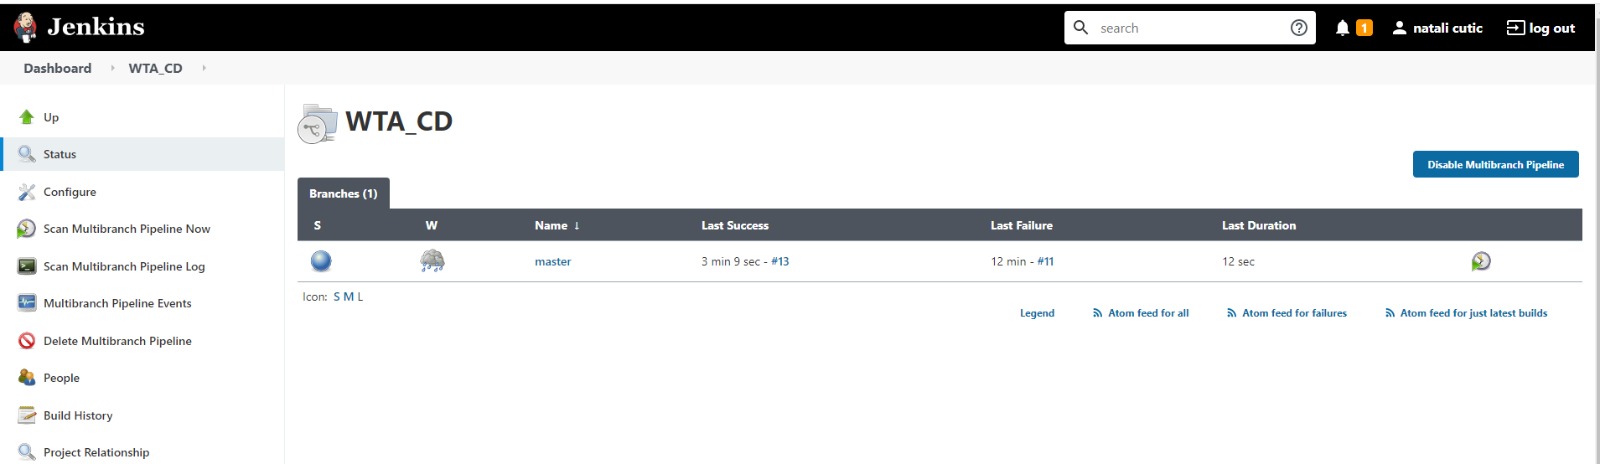 Jenkins
search
1
natali cutic
log out
Dashboard WTA_CD
Up
Status
Configure
Scan Multibranch Pipeline Now
Scan Multibranch Pipeline Log
Multibranch Pipeline Events
Delete Multibranch Pipeline
People
Build History
Project Relationship
WTA_CD
Disable Multibranch Pipeline
Branches (1)
S W Name ↓ Last Success Last Failure Last Duration
master 3 min 9 sec - #13 12 min - #11 12 sec
Icon: S M L
Legend Atom feed for all Atom feed for failures Atom feed for just latest builds